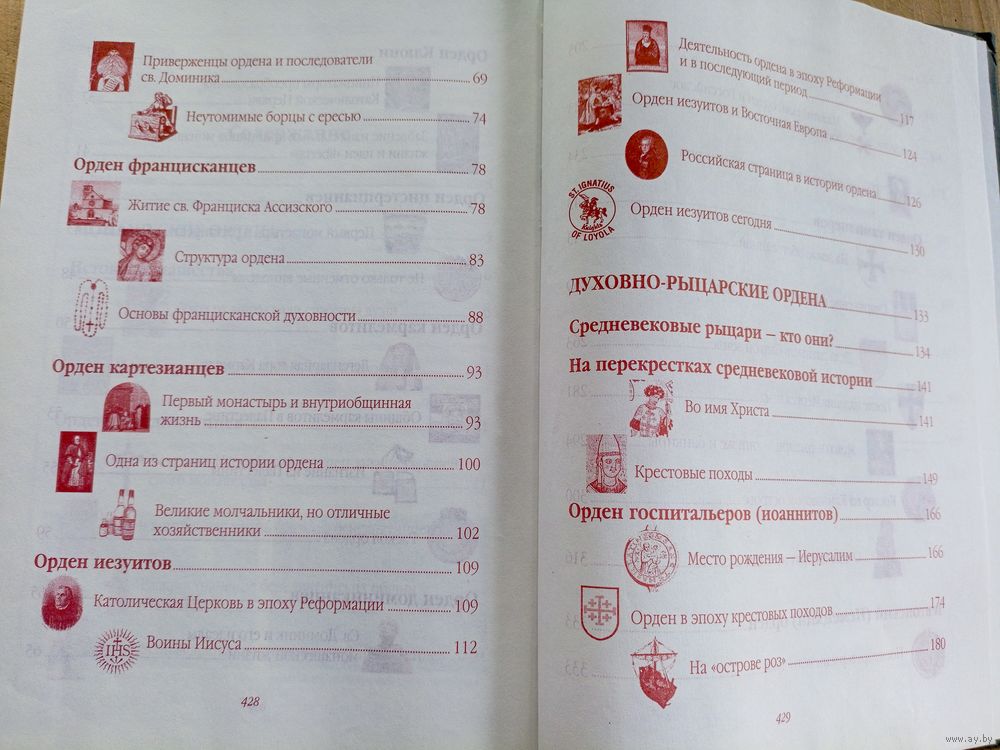 Приверженцы ордена и последователи
св. Доминика 69
Неутомимые борцы с ересью 74
Орден францисканцев 78
Житие св. Франциска Ассизского 78
Структура ордена 83
Основы францисканской духовности 88
Орден картезианцев 93
Первый монастырь и внутриобщинная
жизнь 93
Одна из страниц истории ордена 100
Великие молчальники, но отличные
хозяйственники 102
Орден иезуитов 109
Католическая Церковь в эпоху Реформации 109
IHS
Воины Иисуса 112
428
Деятельность ордена в эпоху Реформации
и в последующий период 117
Орден иезуитов и Восточная Европа 124
Российская страница в истории ордена 126
ST. IGNATIUS
Knights
OF LOYOLA
Орден иезуитов сегодня 130
ДУХОВНО-РЫЦАРСКИЕ ОРДЕНА 133
Средневековые рыцари – кто они? 134
На перекрестках средневековой истории 141
Во имя Христа 141
Крестовые походы 149
Орден госпитальеров (иоаннитов) 166
Место рождения — Иерусалим 166
Орден в эпоху крестовых походов 174
На «острове роз» 180
429
www.ay.by